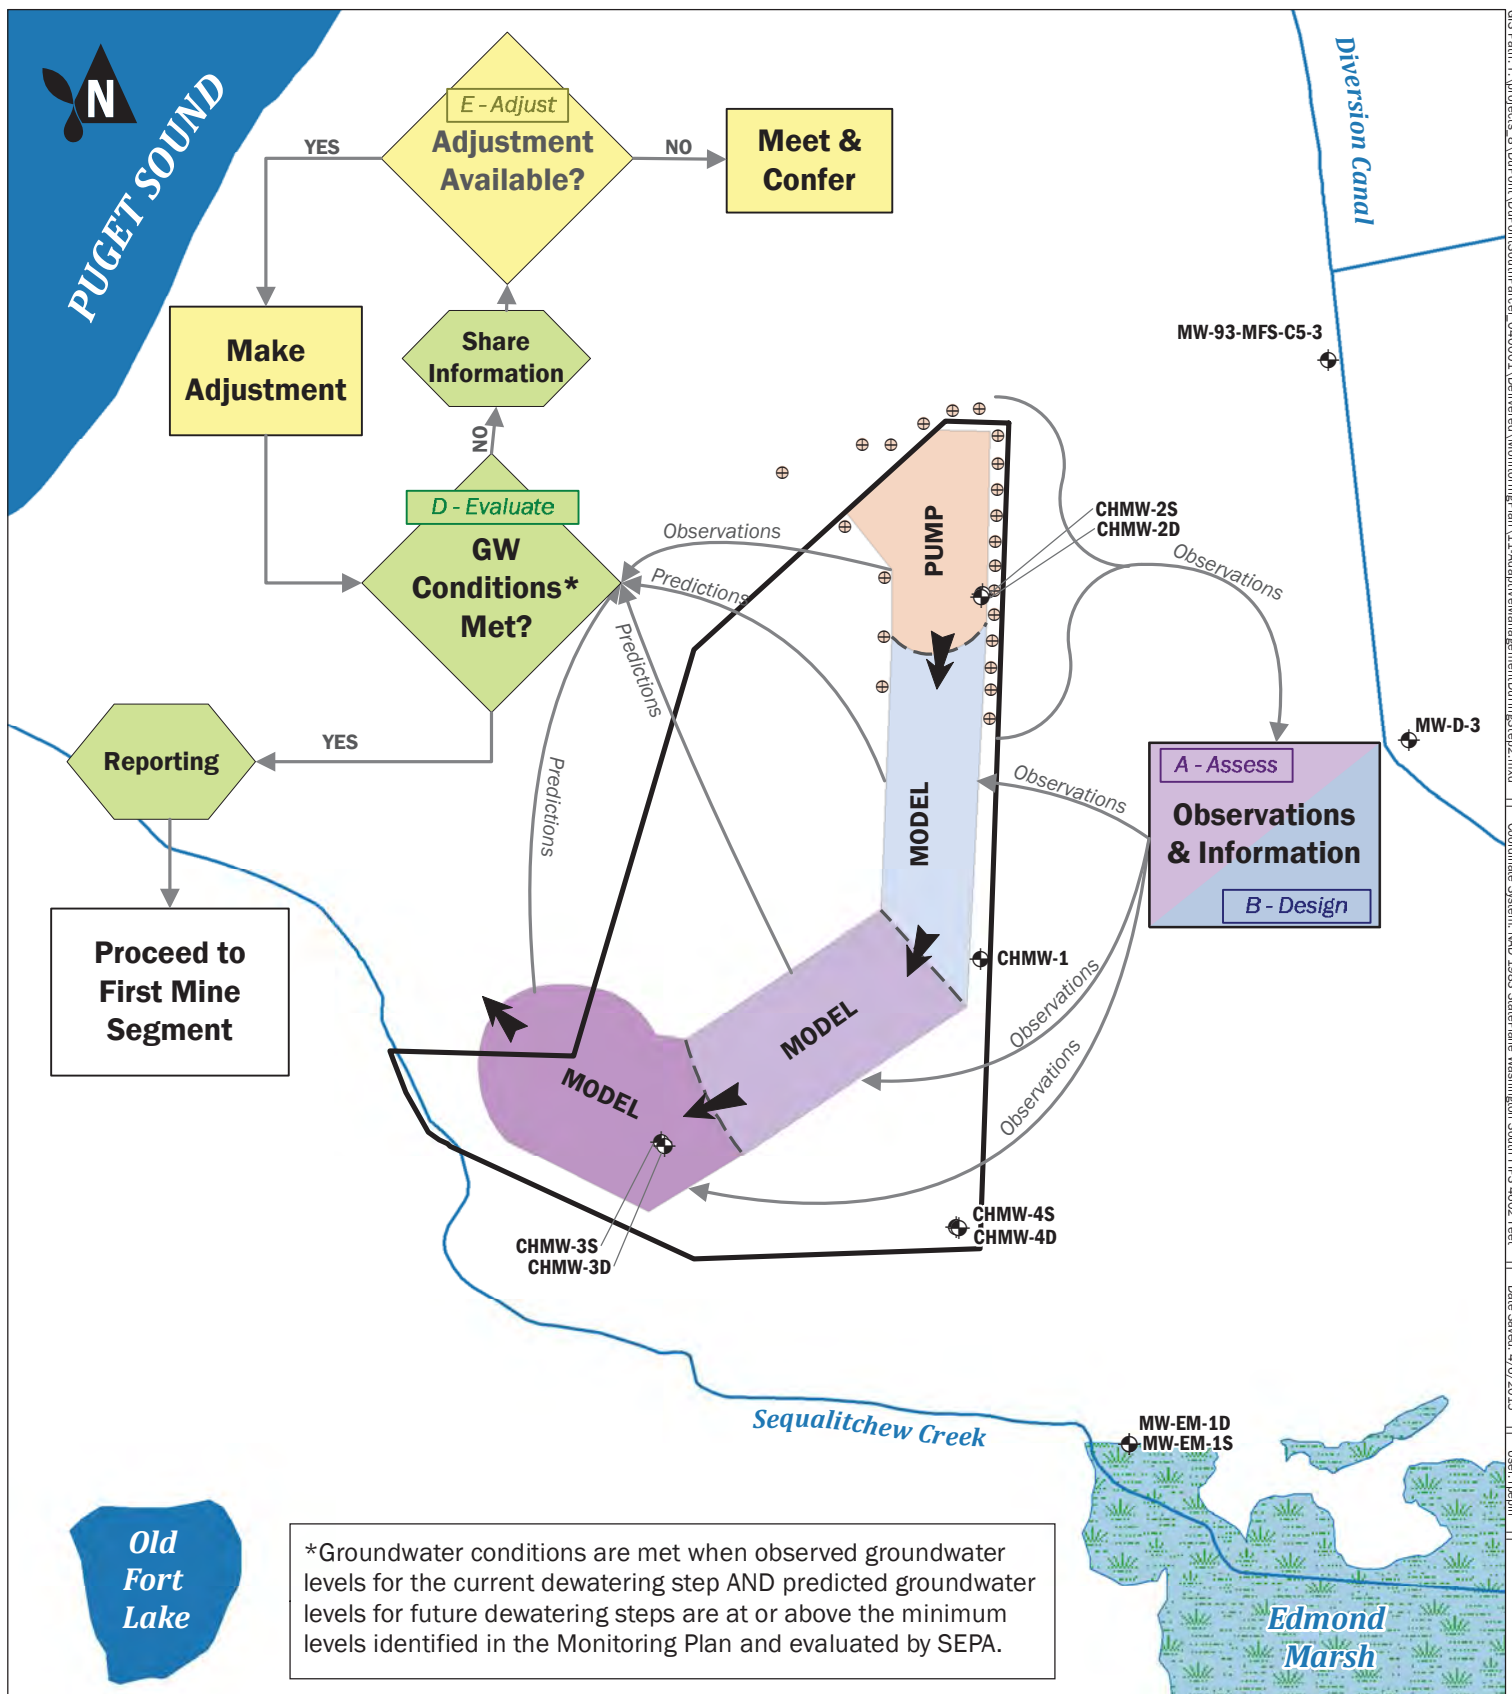 N
PUGET SOUND
E - Adjust
Adjustment
Available?
YES
NO
Meet &
Confer
Diversion Canal
Make
Adjustment
Share
Information
NO
MW-93-MFS-C5-3
D - Evaluate
GW
Conditions*
Met?
Observations
Predictions
Predictions
Predictions
PUMP
CHMW-2S
CHMW-2D
Observations
YES
Reporting
MW-D-3
A - Assess
Observations
& Information
B - Design
Observations
MODEL
Proceed to
First Mine
Segment
CHMW-1
Observations
MODEL
MODEL
Observations
CHMW-3S
CHMW-3D
CHMW-4S
CHMW-4D
Sequalitchew Creek
MW-EM-1D
MW-EM-1S
Old
Fort
Lake
*Groundwater conditions are met when observed groundwater
levels for the current dewatering step AND predicted groundwater
levels for future dewatering steps are at or above the minimum
levels identified in the Monitoring Plan and evaluated by SEPA.
Edmond
Marsh